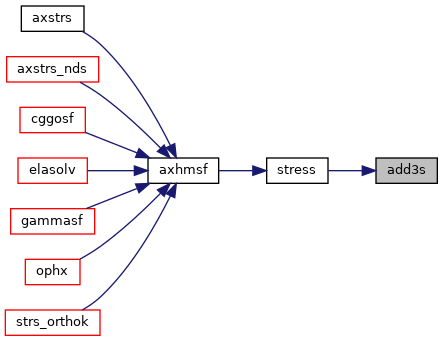 axstrs
axstrs_nds
cggosf
elasolv
axhmsf
stress
add3s
gammasf
ophx
strs_orthok